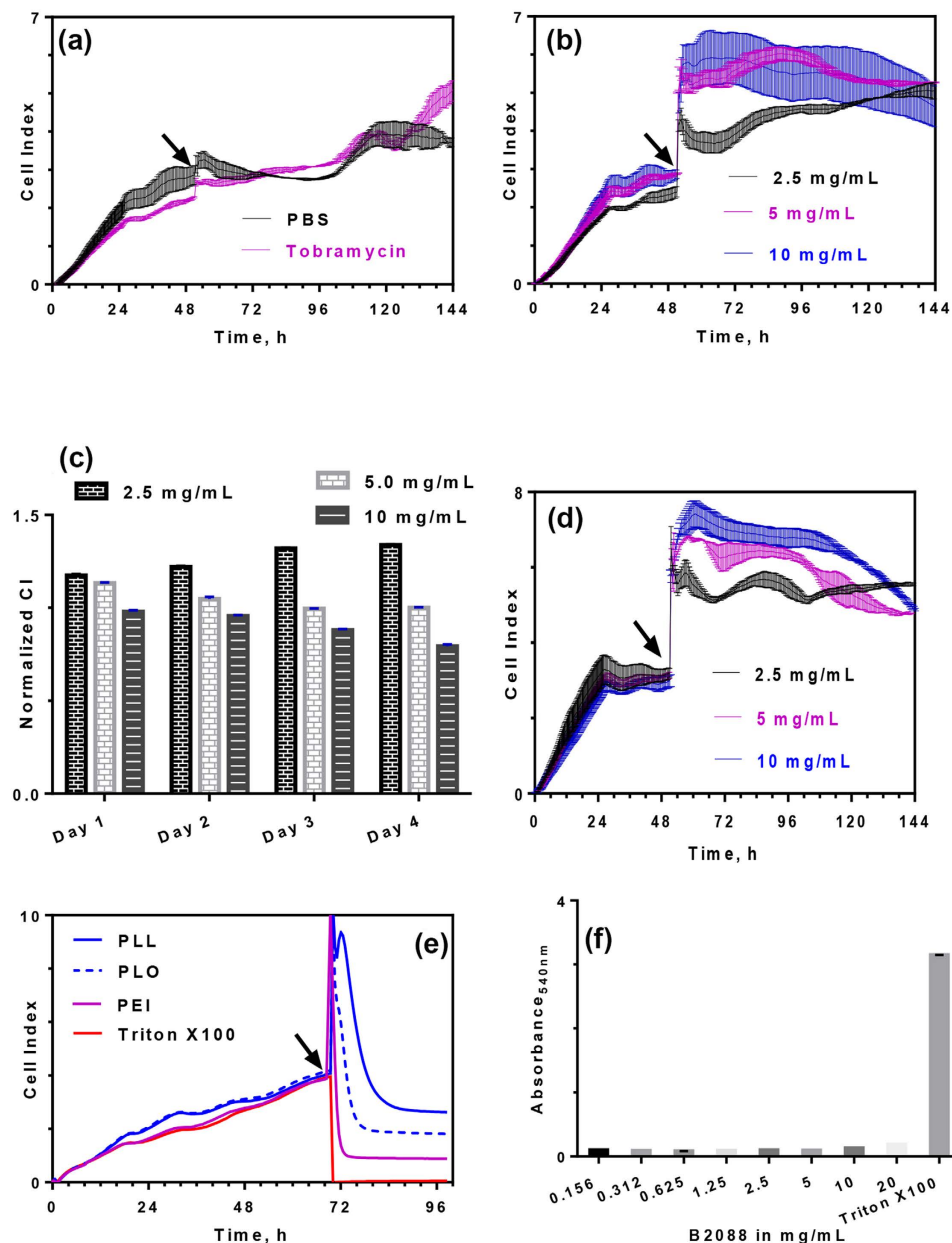 (a)
7
0
Cell Index
PBS
Tobramycin
0 24 48 72 96 120 144
Time, h
(b)
7
0
Cell Index
2.5 mg/mL
5 mg/mL
10 mg/mL
0 24 48 72 96 120 144
Time, h
(c)
2.5 mg/mL
5.0 mg/mL
10 mg/mL
1.5
0.0
Normalized CI
Day 1 Day 2 Day 3 Day 4
(d)
8
0
Cell Index
2.5 mg/mL
5 mg/mL
10 mg/mL
0 24 48 72 96 120 144
Time, h
(e)
10
0
Cell Index
PLL
PLO
PEI
Triton X100
0 24 48 72 96
Time, h
(f)
4
0
Absorbance540nm
0.156 0.312 0.625 1.25 2.5 5 10 20 Triton X100
B2088 in mg/mL